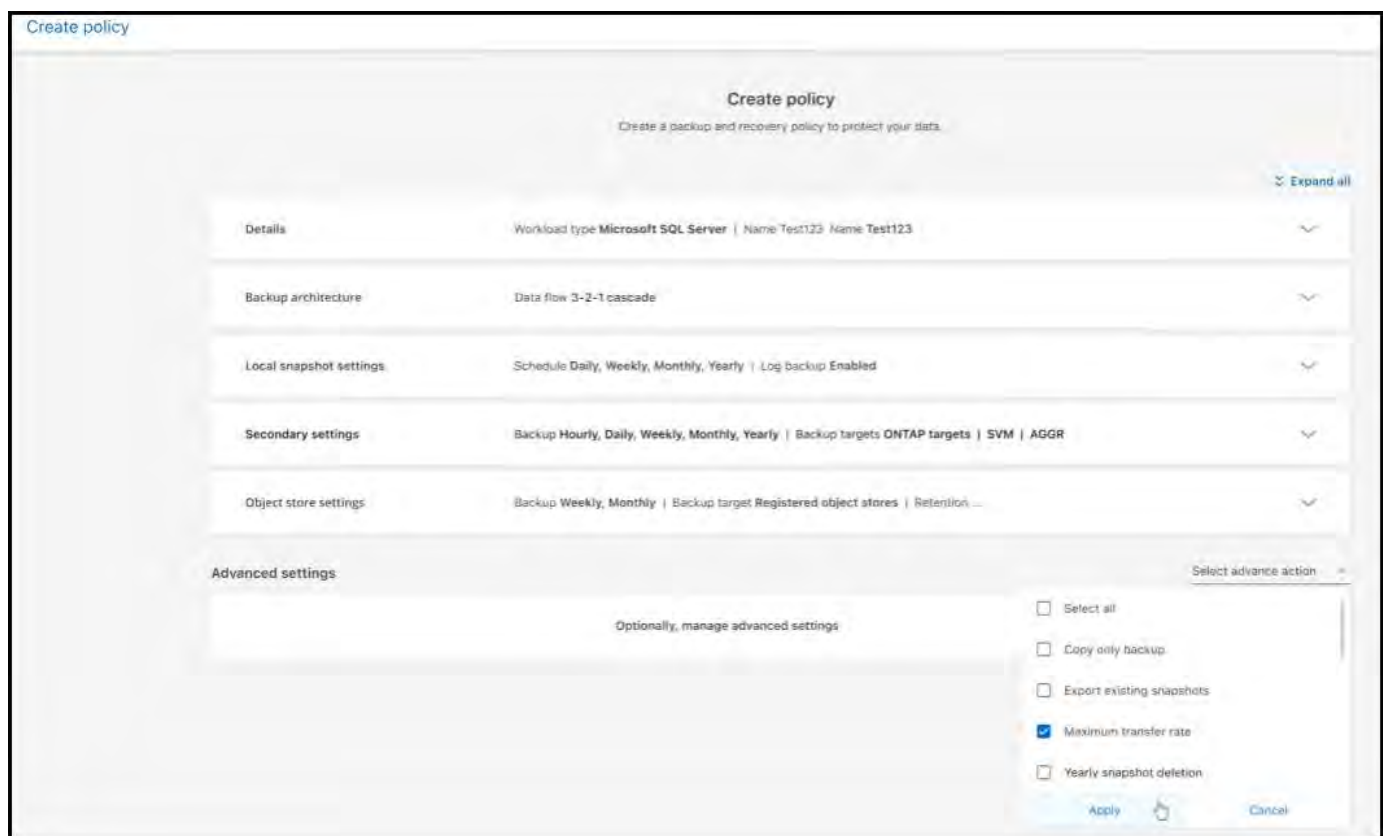 Create policy
Create policy
Create a backup and recovery policy to protect your data.
Expand all
Details Workload type Microsoft SQL Server | Name Test123 Name Test123
Backup architecture Data flow 3-2-1 cascade
Local snapshot settings Schedule Daily, Weekly, Monthly, Yearly | Log backup Enabled
Secondary settings Backup Hourly, Daily, Weekly, Monthly, Yearly | Backup targets ONTAP targets | SVM | AGGR
Object store settings Backup Weekly, Monthly | Backup target Registered object stores | Retention ...
Advanced settings Select advance action
Optionally, manage advanced settings
Select all
Copy only backup
Export existing snapshots
Maximum transfer rate
Yearly snapshot deletion
Apply Cancel